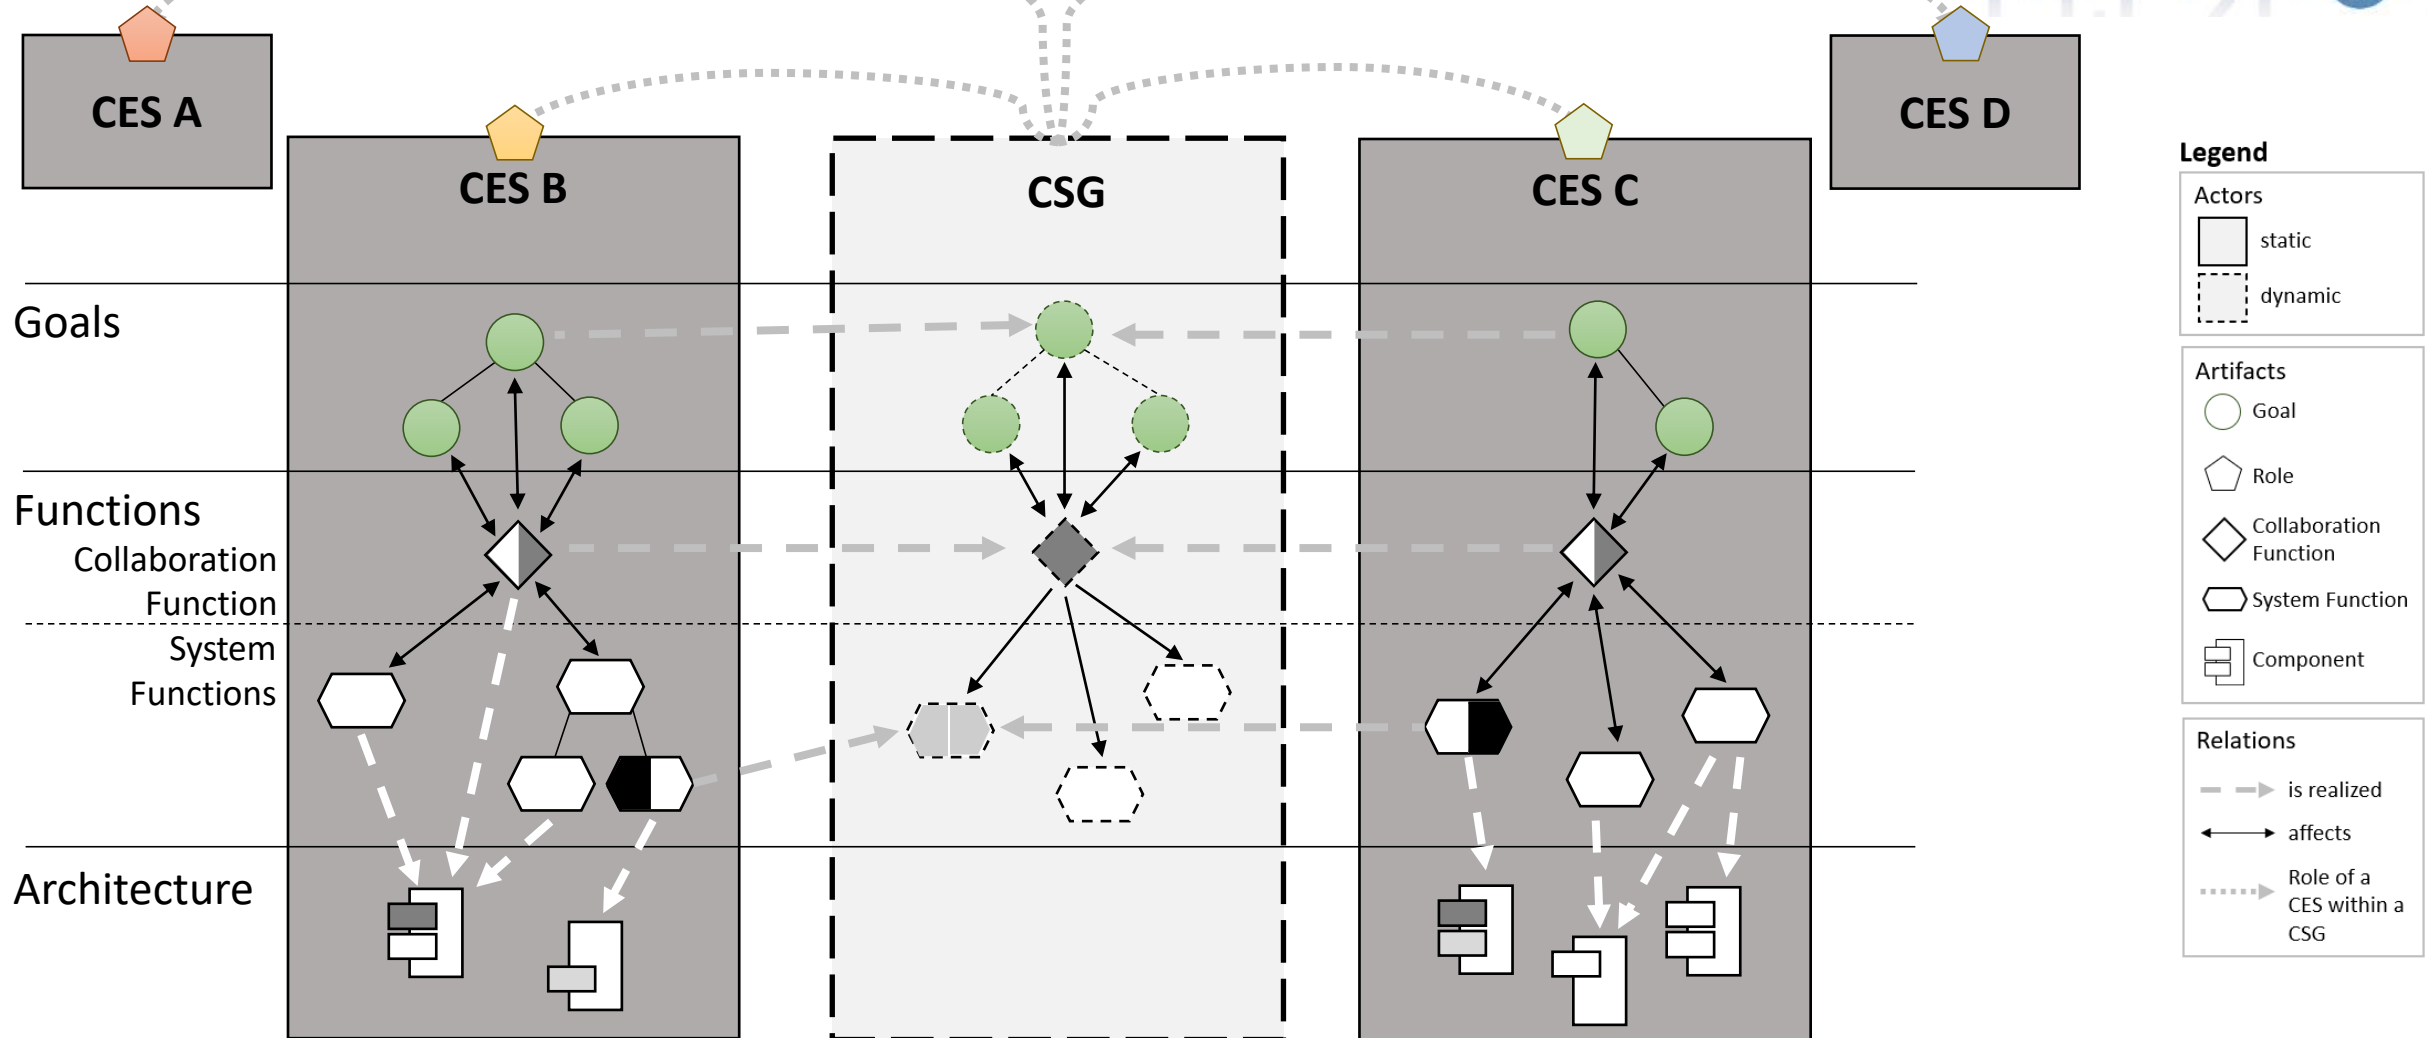 CES A
CES B
CSG
CES C
CES D
Goals
Functions
Collaboration
Function
System
Functions
Architecture
Legend
Actors
static
dynamic
Artifacts
Goal
Role
Collaboration
Function
System Function
Component
Relations
is realized
affects
Role of a
CES within a
CSG